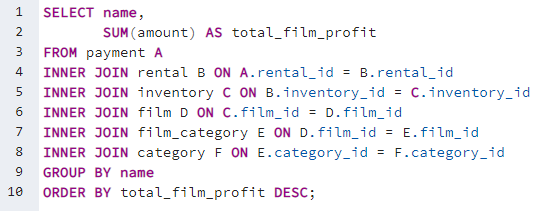 1 SELECT name,
2 SUM(amount) AS total_film_profit
3 FROM payment A
4 INNER JOIN rental B ON A.rental_id = B.rental_id
5 INNER JOIN inventory C ON B.inventory_id = C.inventory_id
6 INNER JOIN film D ON C.film_id = D.film_id
7 INNER JOIN film_category E ON D.film_id = E.film_id
8 INNER JOIN category F ON E.category_id = F.category_id
9 GROUP BY name
10 ORDER BY total_film_profit DESC;